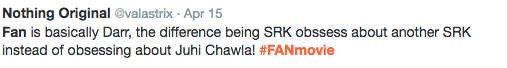 Nothing Original @valastrix · Apr 15
Fan is basically Darr, the difference being SRK obssess about another SRK
instead of obsessing about Juhi Chawla! #FANmovie